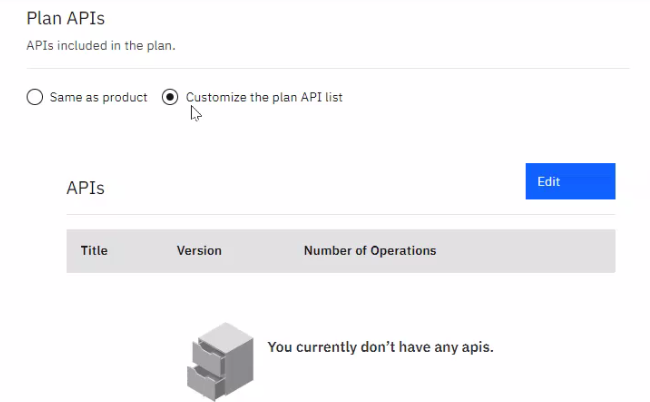 Plan APIs
APIs included in the plan.
Same as product Customize the plan API list
APIs
Edit
Title Version Number of Operations
You currently don't have any apis.